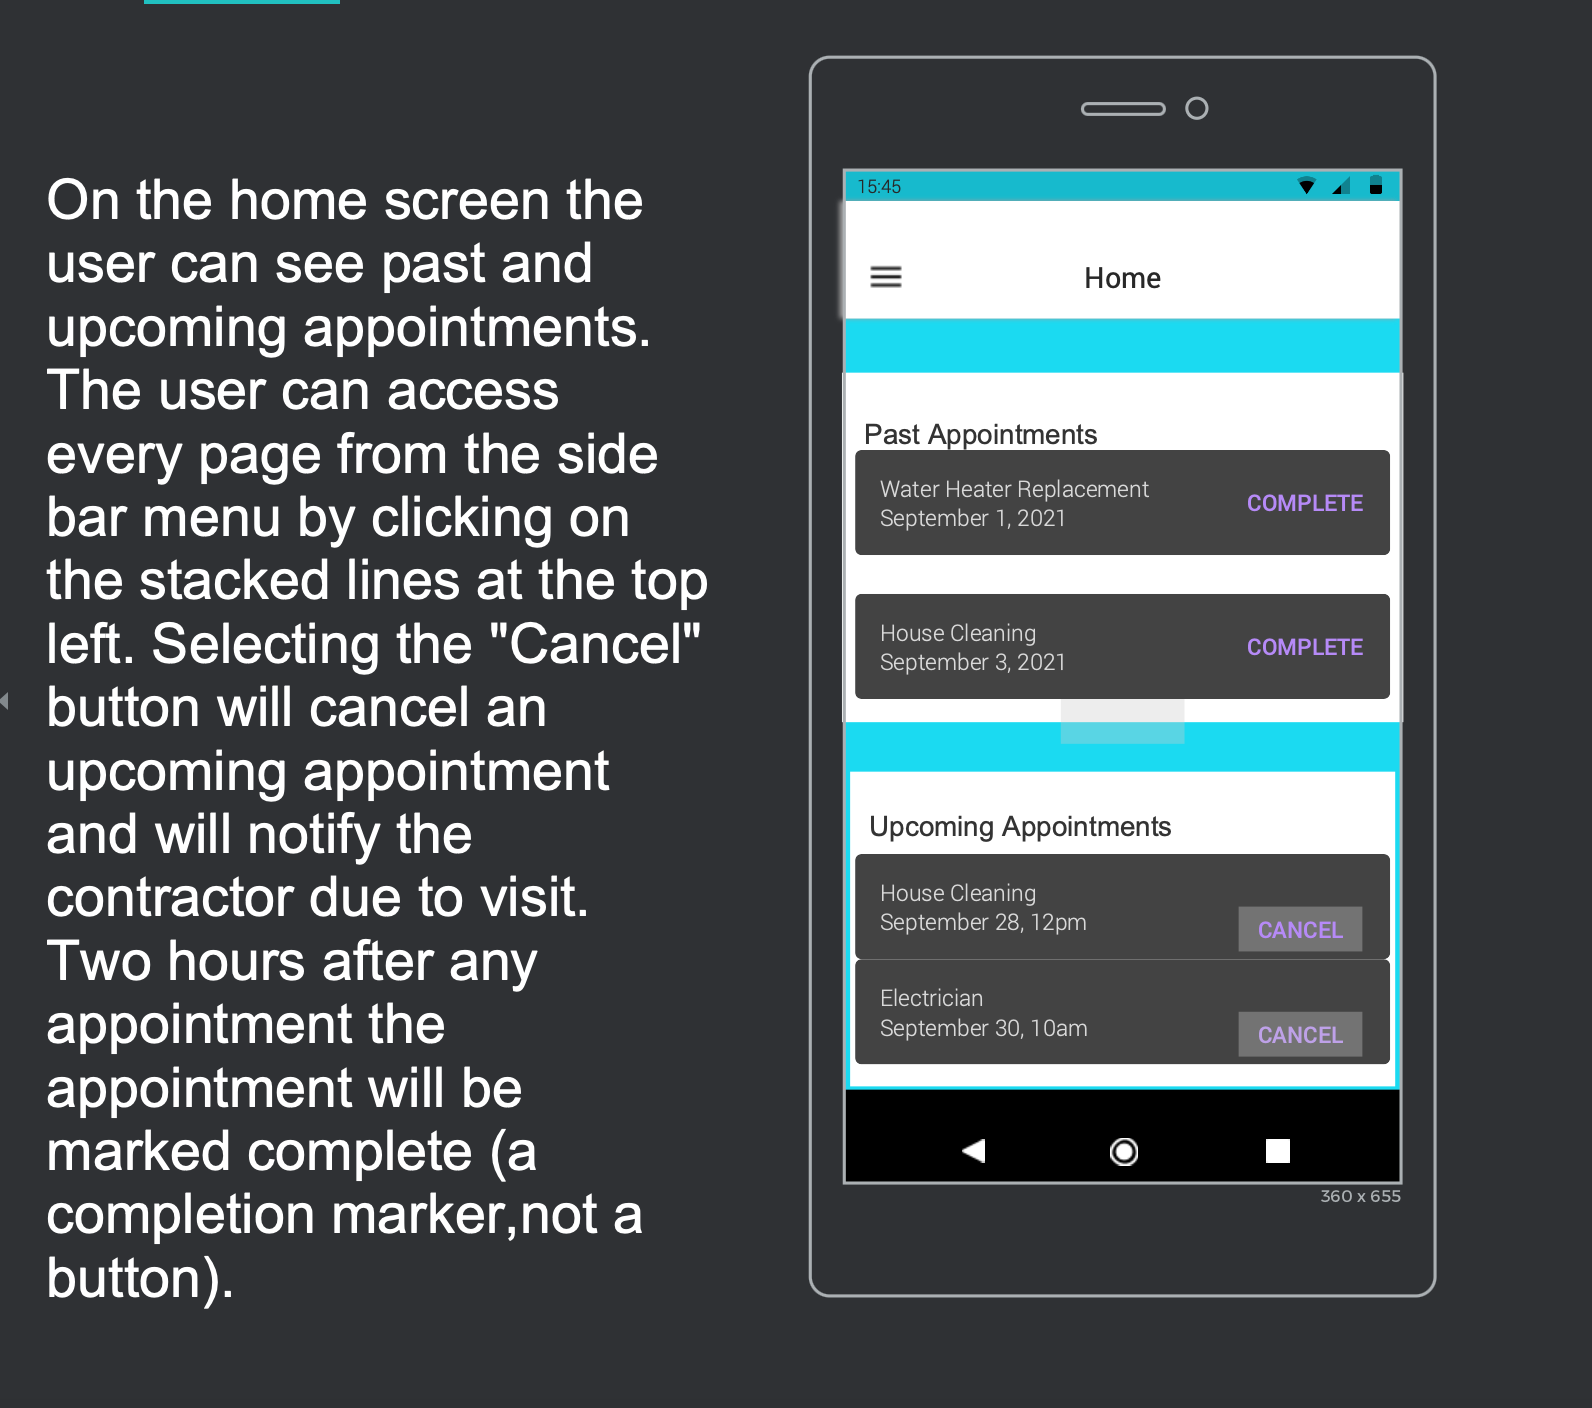 On the home screen the
user can see past and
upcoming appointments.
The user can access
every page from the side
bar menu by clicking on
the stacked lines at the top
left. Selecting the "Cancel"
button will cancel an
upcoming appointment
and will notify the
contractor due to visit.
Two hours after any
appointment the
appointment will be
marked complete (a
completion marker,not a
button).
15:45
Home
Past Appointments
Water Heater Replacement
September 1, 2021
COMPLETE
House Cleaning
September 3, 2021
COMPLETE
Upcoming Appointments
House Cleaning
September 28, 12pm
CANCEL
Electrician
September 30, 10am
CANCEL
360 x 655